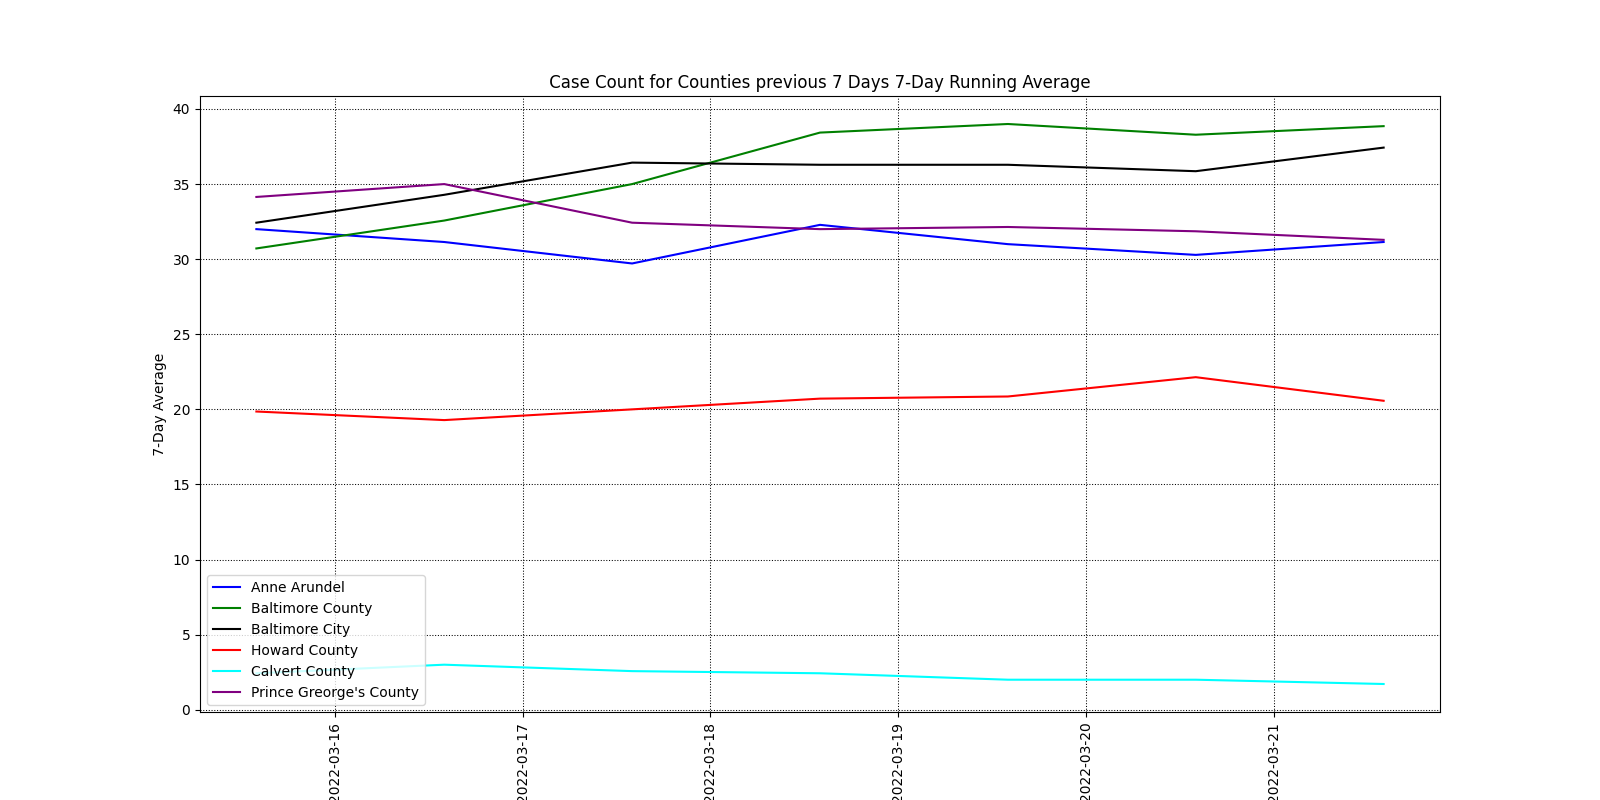 Case Count for Counties previous 7 Days 7-Day Running Average
7-Day Average
40
35
30
25
20
15
10
5
0
Anne Arundel
Baltimore County
Baltimore City
Howard County
Calvert County
Prince Greorge's County
2022-03-16
2022-03-17
2022-03-18
2022-03-19
2022-03-20
2022-03-21